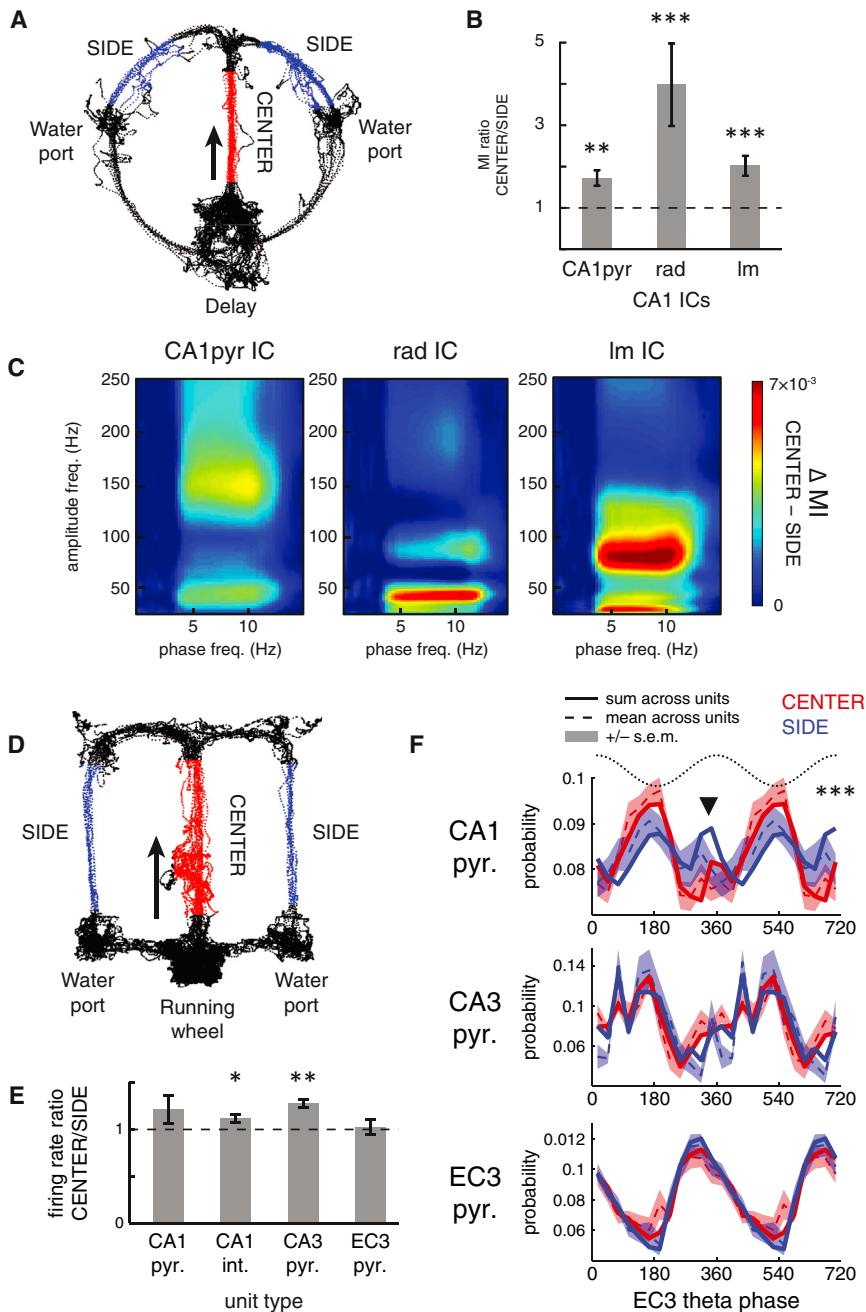 A
SIDE
SIDE
CENTER
Water port
Water port
Delay
B
***
**
***
MI ratio
CENTER/SIDE
5
4
3
2
1
CA1pyr
rad
lm
CA1 ICs
C
CA1pyr IC
rad IC
lm IC
amplitude freq. (Hz)
250
200
150
100
50
5
10
phase freq. (Hz)
250
200
150
100
50
5
10
phase freq. (Hz)
250
200
150
100
50
5
10
phase freq. (Hz)
7×10-3
0
Δ MI
CENTER – SIDE
D
SIDE
CENTER
SIDE
Water port
Running wheel
Water port
E
*
**
firing rate ratio
CENTER/SIDE
1
0
CA1 pyr.
CA1 int.
CA3 pyr.
EC3 pyr.
unit type
sum across units
mean across units
+/– s.e.m.
CENTER
SIDE
F
***
CA1 pyr.
probability
0.1
0.09
0.08
0
180
360
540
720
CA3 pyr.
probability
0.14
0.1
0.06
0
180
360
540
720
EC3 pyr.
probability
0.012
0.1
0.08
0.06
0
180
360
540
720
EC3 theta phase